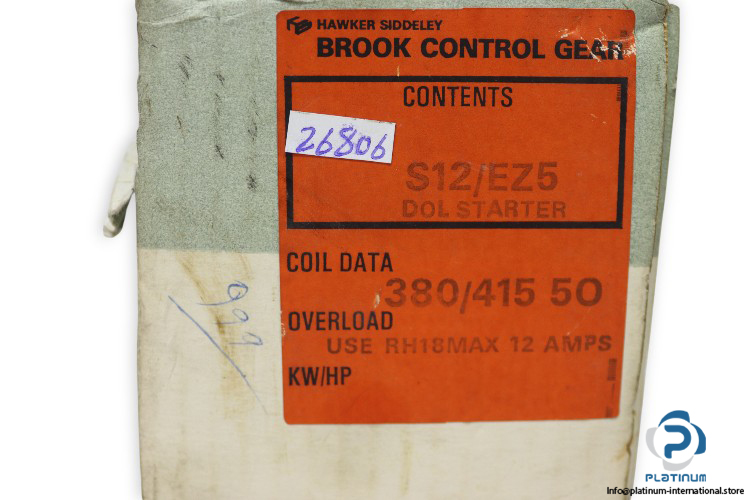 HAWKER SIDDELEY
BROOK CONTROL GEAR
CONTENTS
26806
S12/EZ5
DOL STARTER
COIL DATA
380/415 50
OVERLOAD
USE RH18MAX 12 AMPS
KW/HP
999
PLATINUM
Info@platinum-international.store